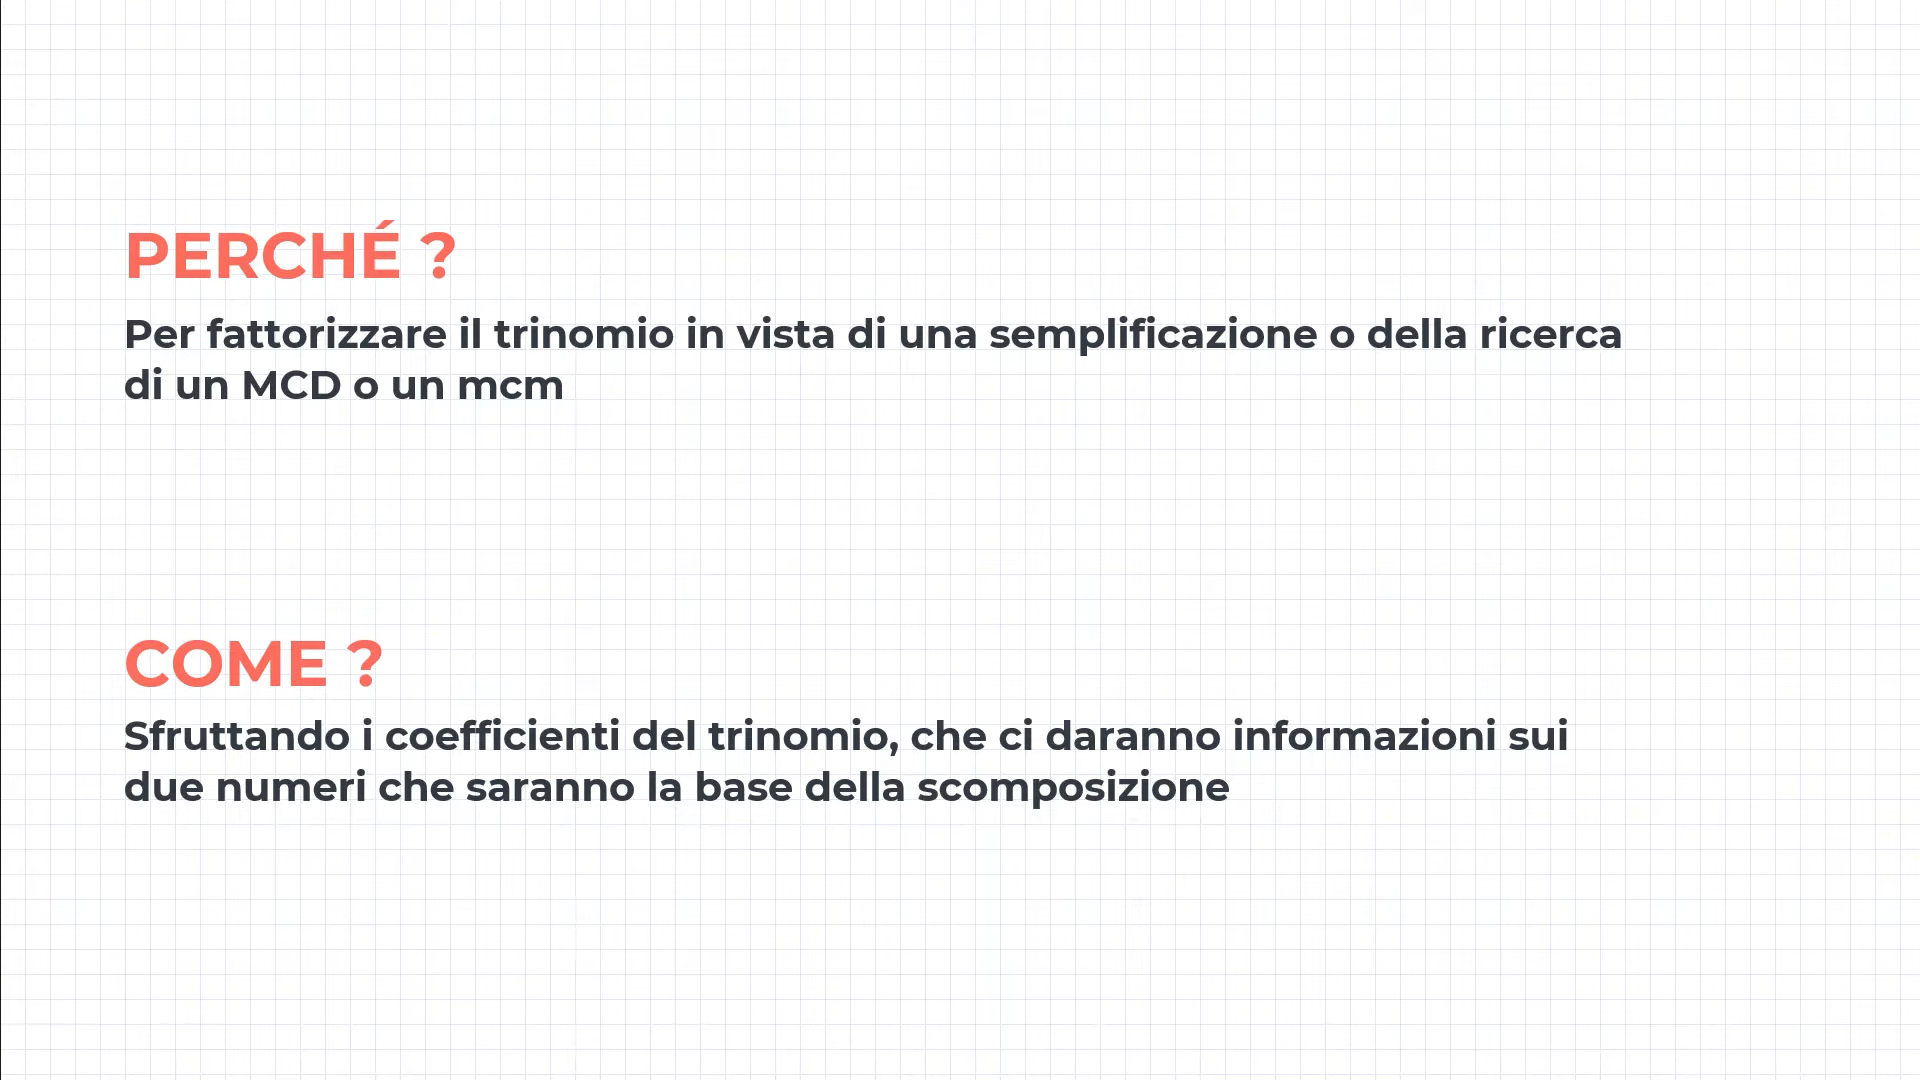 PERCHÉ ?
Per fattorizzare il trinomio in vista di una semplificazione o della ricerca
di un MCD o un mcm
COME ?
Sfruttando i coefficienti del trinomio, che ci daranno informazioni sui
due numeri che saranno la base della scomposizione